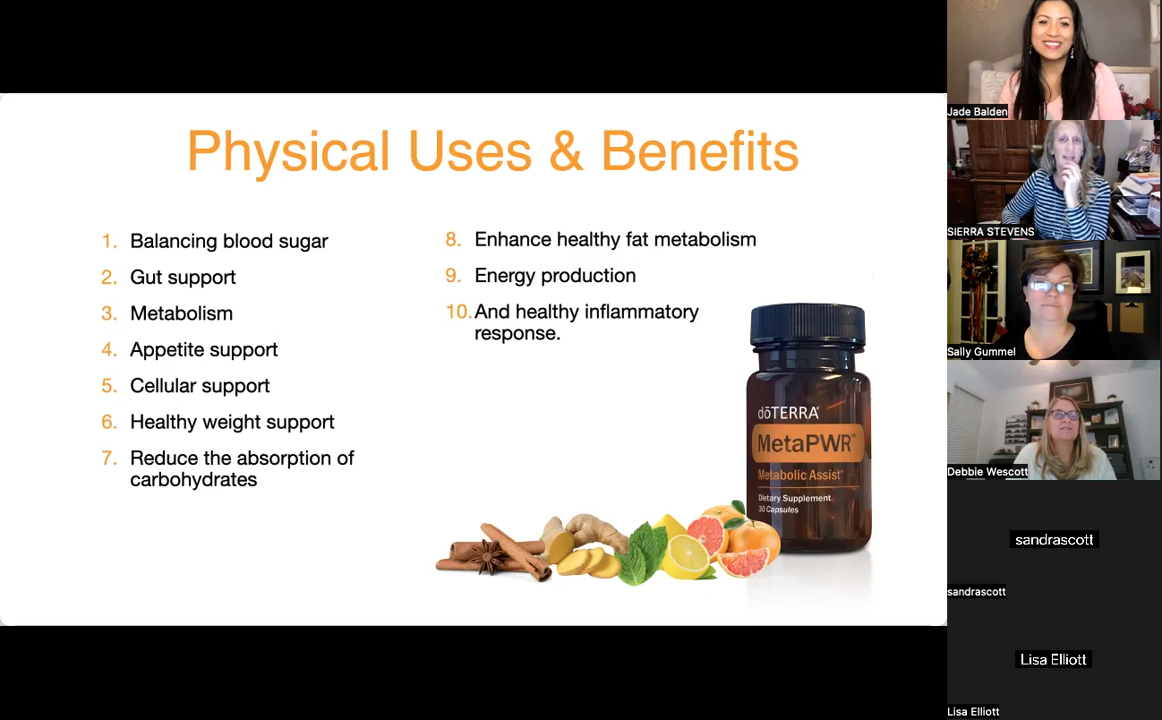 Physical Uses & Benefits
1. Balancing blood sugar
2. Gut support
3. Metabolism
4. Appetite support
5. Cellular support
6. Healthy weight support
7. Reduce the absorption of
carbohydrates
8. Enhance healthy fat metabolism
9. Energy production
10. And healthy inflammatory
response.
dōTERRA®
MetaPWR™
Metabolic Assist®
Dietary Supplement
30 Capsules
Jade Balden
SIERRA STEVENS
Sally Gummel
Debbie Wescott
sandrascott
sandrascott
Lisa Elliott
Lisa Elliott